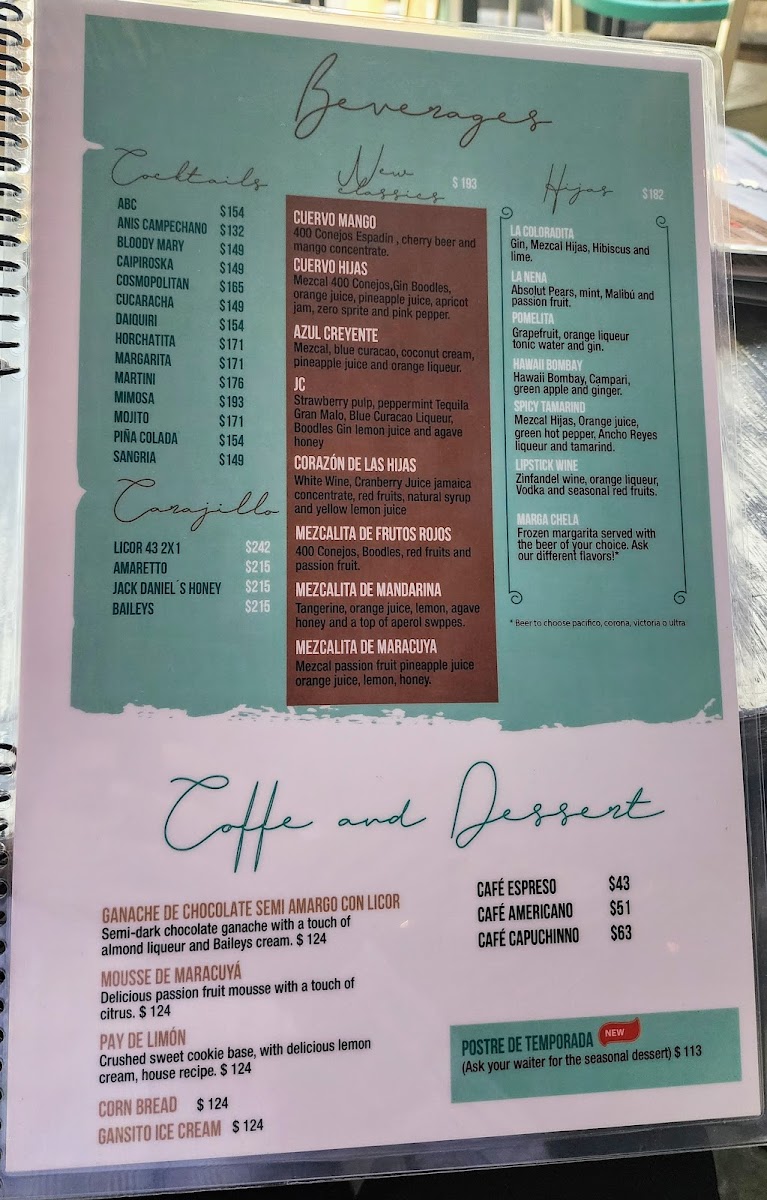 Beverages
Cocktails
ABC $154
ANIS CAMPECHANO $132
BLOODY MARY $149
CAIPIROSKA $149
COSMOPOLITAN $165
CUCARACHA $149
DAIQUIRI $154
HORCHATITA $171
MARGARITA $171
MARTINI $176
MIMOSA $193
MOJITO $171
PIÑA COLADA $154
SANGRIA $149
Carajillo
LICOR 43 2X1 $242
AMARETTO $215
JACK DANIEL´S HONEY $215
BAILEYS $215
New
classics $ 193
CUERVO MANGO
400 Conejos Espadín , cherry beer and
mango concentrate.
CUERVO HIJAS
Mezcal 400 Conejos,Gin Boodles,
orange juice, pineapple juice, apricot
jam, zero sprite and pink pepper.
AZUL CREYENTE
Mezcal, blue curacao, coconut cream,
pineapple juice and orange liqueur.
JC
Strawberry pulp, peppermint Tequila
Gran Malo, Blue Curacao Liqueur,
Boodles Gin lemon juice and agave
honey
CORAZÓN DE LAS HIJAS
White Wine, Cranberry Juice jamaica
concentrate, red fruits, natural syrup
and yellow lemon juice
MEZCALITA DE FRUTOS ROJOS
400 Conejos, Boodles, red fruits and
passion fruit.
MEZCALITA DE MANDARINA
Tangerine, orange juice, lemon, agave
honey and a top of aperol swppes.
MEZCALITA DE MARACUYA
Mezcal passion fruit pineapple juice
orange juice, lemon, honey.
Hijas $182
LA COLORADITA
Gin, Mezcal Hijas, Hibiscus and
lime.
LA NENA
Absolut Pears, mint, Malibú and
passion fruit.
POMELITA
Grapefruit, orange liqueur
tonic water and gin.
HAWAII BOMBAY
Hawaii Bombay, Campari,
green apple and ginger.
SPICY TAMARIND
Mezcal Hijas, Orange juice,
green hot pepper, Ancho Reyes
liqueur and tamarind.
LIPSTICK WINE
Zinfandel wine, orange liqueur,
Vodka and seasonal red fruits.
MARGA CHELA
Frozen margarita served with
the beer of your choice. Ask
our different flavors!*
* Beer to choose pacifico, corona, victoria o ultra
Coffe and Dessert
GANACHE DE CHOCOLATE SEMI AMARGO CON LICOR
Semi-dark chocolate ganache with a touch of
almond liqueur and Baileys cream. $ 124
MOUSSE DE MARACUYÁ
Delicious passion fruit mousse with a touch of
citrus. $ 124
PAY DE LIMÓN
Crushed sweet cookie base, with delicious lemon
cream, house recipe. $ 124
CORN BREAD $ 124
GANSITO ICE CREAM $ 124
CAFÉ ESPRESO $43
CAFÉ AMERICANO $51
CAFÉ CAPUCHINNO $63
POSTRE DE TEMPORADA NEW
(Ask your waiter for the seasonal dessert) $ 113